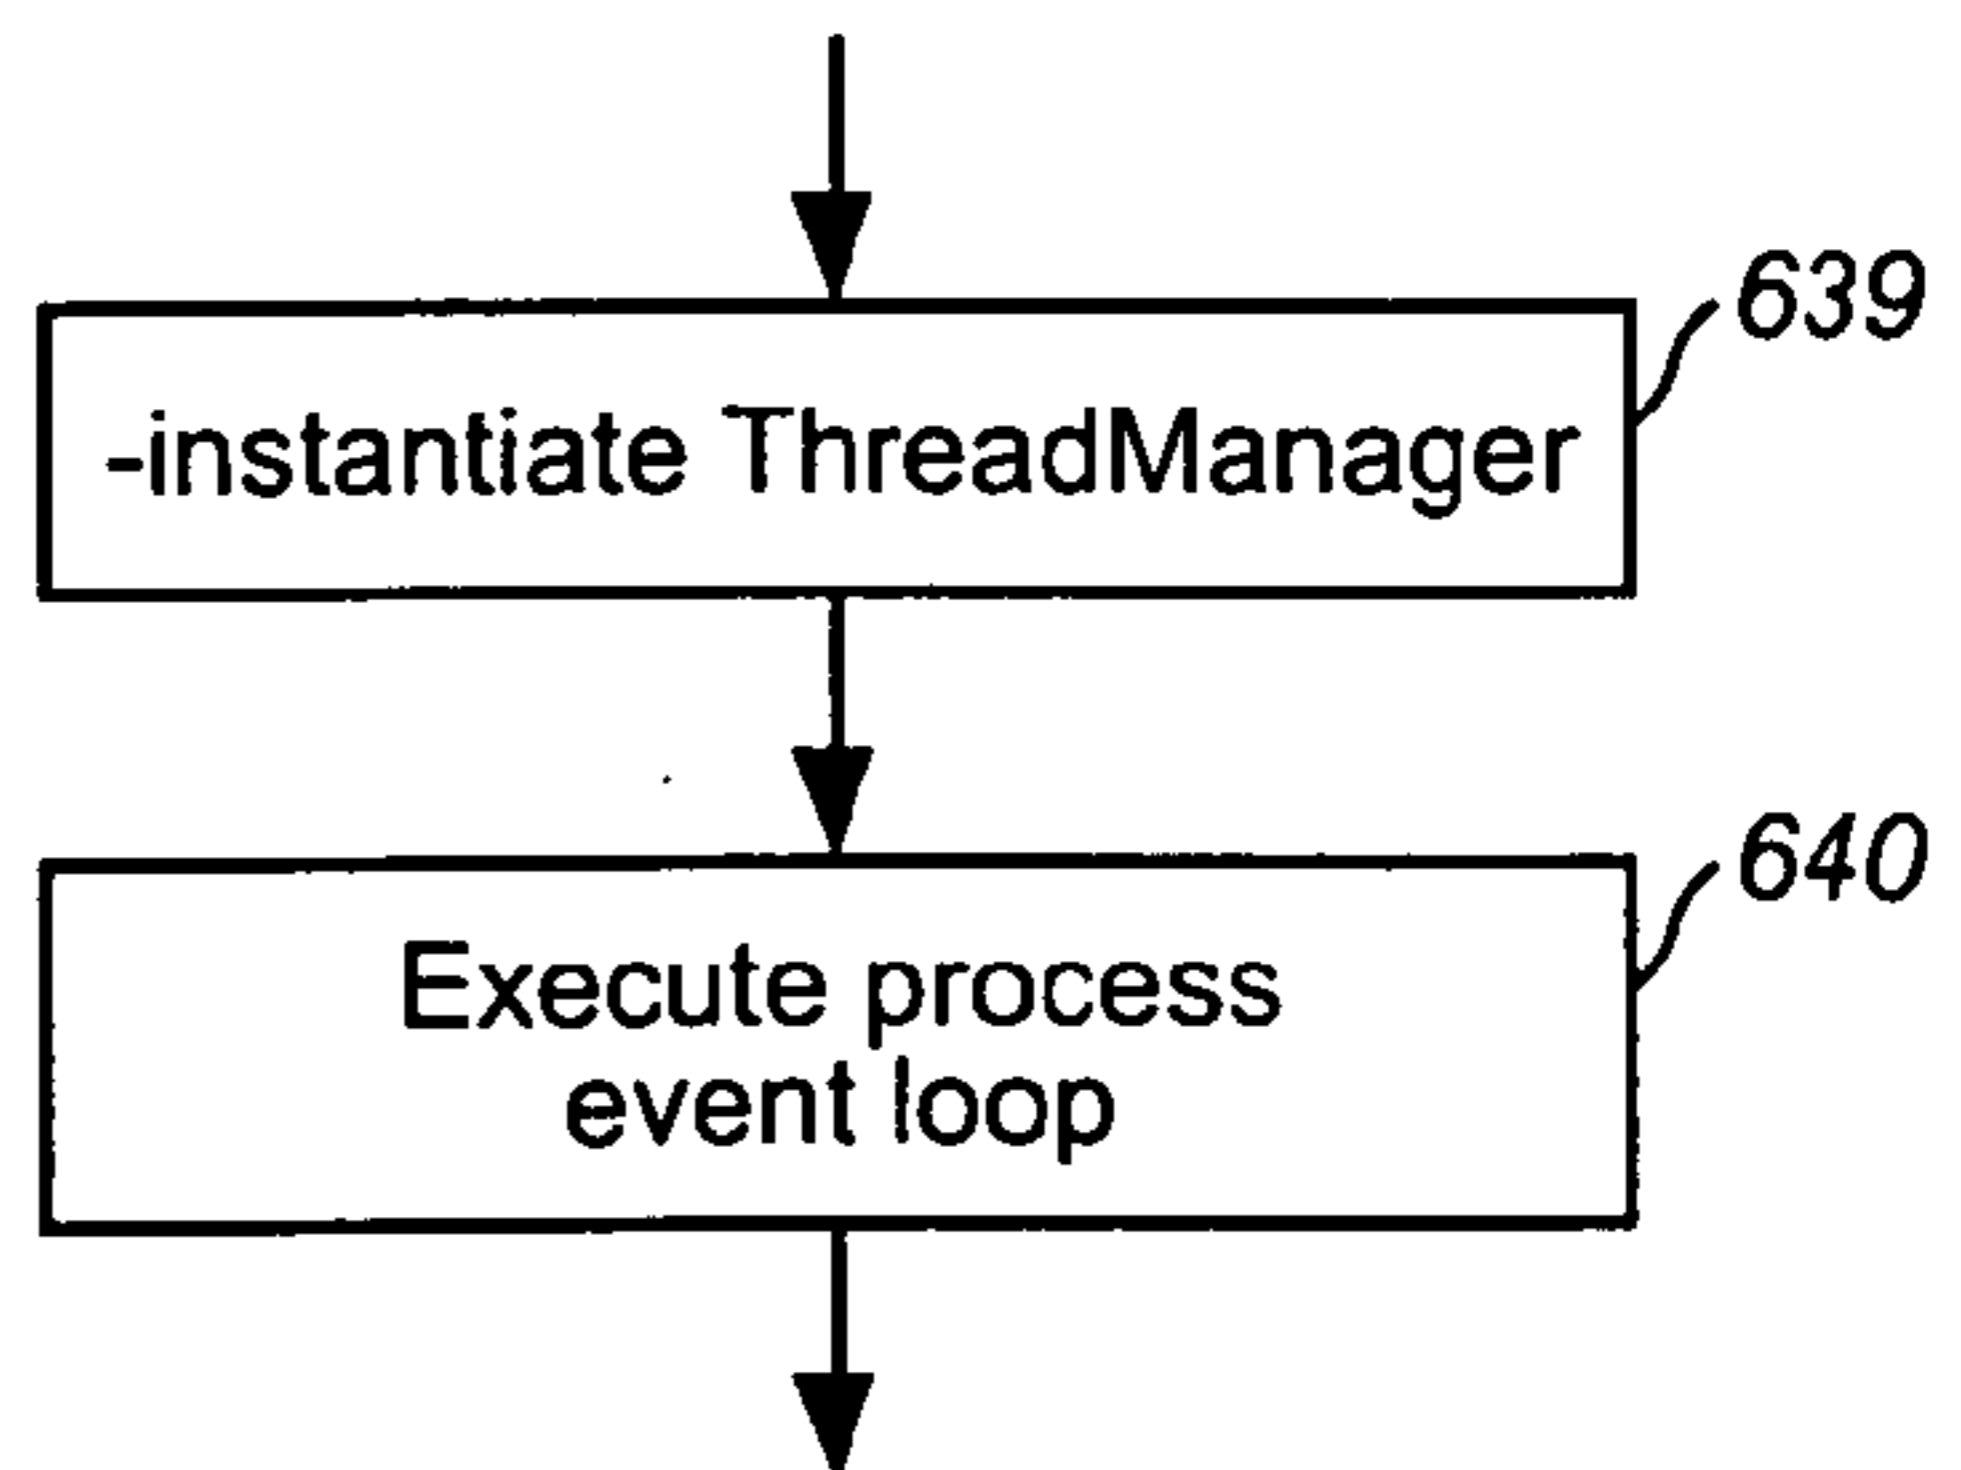 639
-instantiate ThreadManager
640
Execute process
event loop